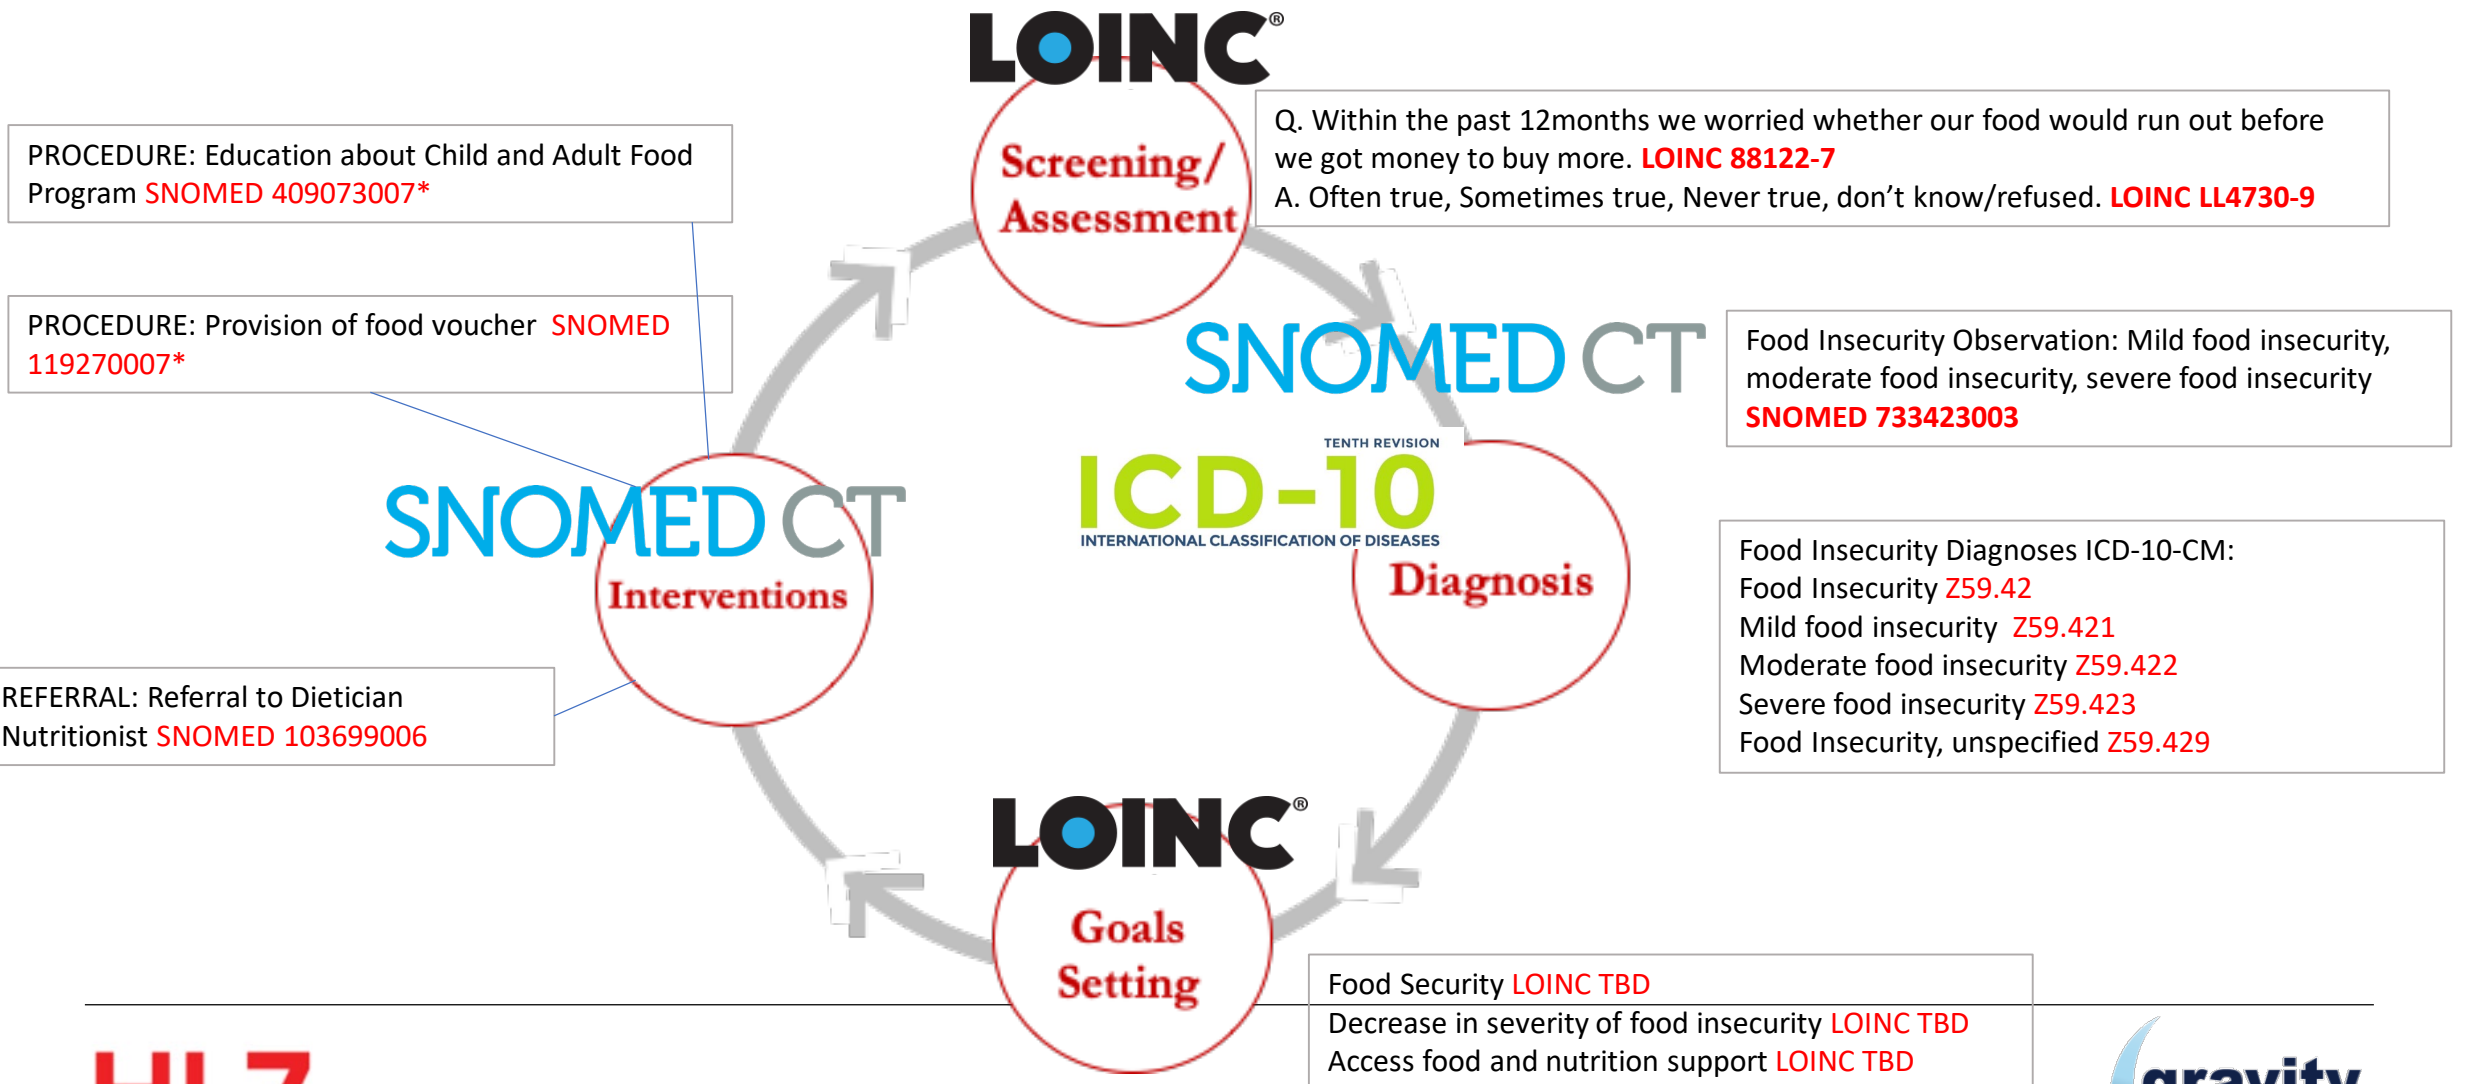 LOINC®
Screening/
Assessment
Q. Within the past 12months we worried whether our food would run out before
we got money to buy more. LOINC 88122-7
A. Often true, Sometimes true, Never true, don’t know/refused. LOINC LL4730-9
PROCEDURE: Education about Child and Adult Food
Program SNOMED 409073007*
PROCEDURE: Provision of food voucher SNOMED
119270007*
SNOMED CT
Food Insecurity Observation: Mild food insecurity,
moderate food insecurity, severe food insecurity
SNOMED 733423003
TENTH REVISION
ICD-10
INTERNATIONAL CLASSIFICATION OF DISEASES
Diagnosis
Food Insecurity Diagnoses ICD-10-CM:
Food Insecurity Z59.42
Mild food insecurity Z59.421
Moderate food insecurity Z59.422
Severe food insecurity Z59.423
Food Insecurity, unspecified Z59.429
SNOMED CT
Interventions
REFERRAL: Referral to Dietician
Nutritionist SNOMED 103699006
LOINC®
Goals
Setting
Food Security LOINC TBD
Decrease in severity of food insecurity LOINC TBD
Access food and nutrition support LOINC TBD
HL7
gravity